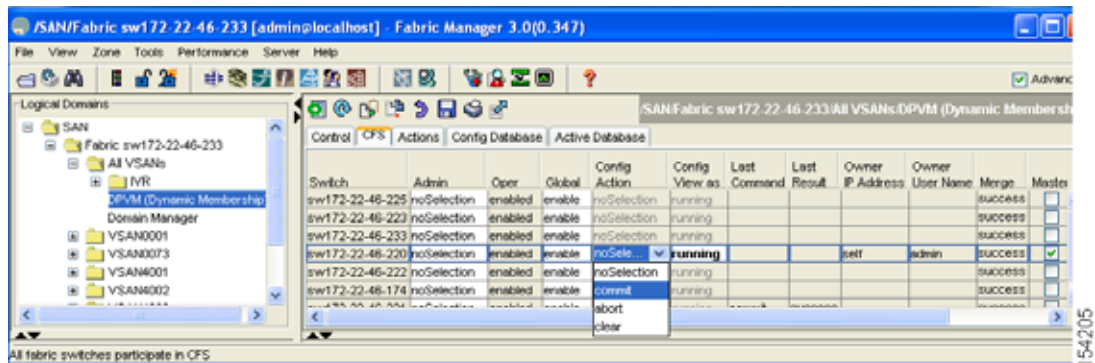 /SAN/Fabric sw172-22-46-233 [admin@localhost] - Fabric Manager 3.0(0.347)
File View Zone Tools Performance Server Help
Advanc
Logical Domains
/SAN/Fabric sw172-22-46-233/All VSANs/DPVM (Dynamic Membersh
SAN
Fabric sw172-22-46-233
All VSANs
IVR
DPVM (Dynamic Membership
Domain Manager
VSAN0001
VSAN0073
VSAN4001
VSAN4002
Control CFS Actions Config Database Active Database
Switch Admin Oper Global Config Action Config View as Last Command Last Result Owner IP Address Owner User Name Merge Master
sw172-22-46-225 noSelection enabled enable noSelection running success
sw172-22-46-223 noSelection enabled enable noSelection running success
sw172-22-46-233 noSelection enabled enable noSelection running success
sw172-22-46-220 noSelection enabled enable noSele... running self admin success
sw172-22-46-222 noSelection enabled enable noSelection running success
sw172-22-46-174 noSelection enabled enable commit running success
abort
clear
All fabric switches participate in CFS
154205